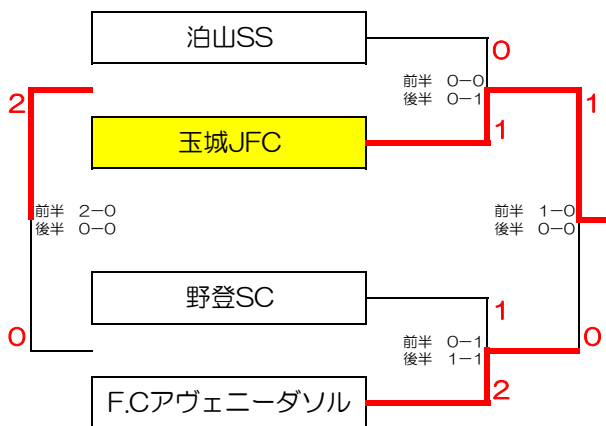 泊山SS
0
前半 0-0
後半 0-1
2
1
玉城JFC
1
前半 2-0
後半 0-0
前半 1-0
後半 0-0
野登SC
1
0
前半 0-1
後半 1-1
0
F.Cアヴェニーダソル
2